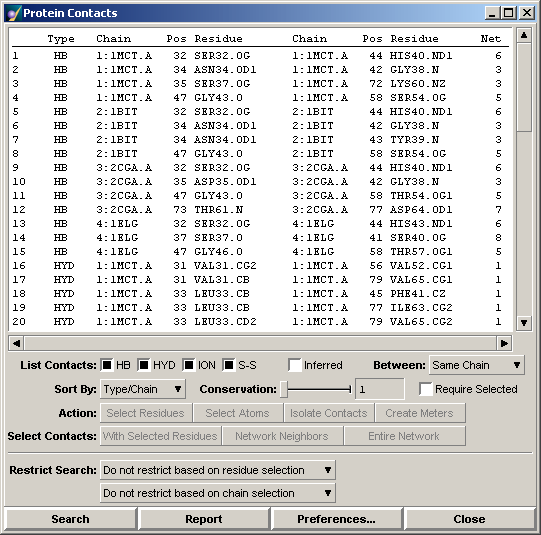 Protein Contacts
Type Chain Pos Residue Chain Pos Residue Net
1 HB 1:1MCT.A 32 SER32.OG 1:1MCT.A 44 HIS40.ND1 6
2 HB 1:1MCT.A 34 ASN34.OD1 1:1MCT.A 42 GLY38.N 3
3 HB 1:1MCT.A 35 SER37.OG 1:1MCT.A 72 LYS60.NZ 3
4 HB 1:1MCT.A 47 GLY43.O 1:1MCT.A 58 SER54.OG 5
5 HB 2:1BIT 32 SER32.OG 2:1BIT 44 HIS40.ND1 6
6 HB 2:1BIT 34 ASN34.OD1 2:1BIT 42 GLY38.N 3
7 HB 2:1BIT 34 ASN34.OD1 2:1BIT 43 TYR39.N 3
8 HB 2:1BIT 47 GLY43.O 2:1BIT 58 SER54.OG 5
9 HB 3:2CGA.A 32 SER32.OG 3:2CGA.A 44 HIS40.ND1 6
10 HB 3:2CGA.A 35 ASP35.OD1 3:2CGA.A 42 GLY38.N 3
11 HB 3:2CGA.A 47 GLY43.O 3:2CGA.A 58 THR54.OG1 5
12 HB 3:2CGA.A 73 THR61.N 3:2CGA.A 77 ASP64.OD1 7
13 HB 4:1ELG 32 SER32.OG 4:1ELG 44 HIS43.ND1 6
14 HB 4:1ELG 37 SER37.O 4:1ELG 41 SER40.OG 8
15 HB 4:1ELG 47 GLY46.O 4:1ELG 58 THR57.OG1 5
16 HYD 1:1MCT.A 31 VAL31.CG2 1:1MCT.A 56 VAL52.CG1 1
17 HYD 1:1MCT.A 31 VAL31.CB 1:1MCT.A 79 VAL65.CG1 1
18 HYD 1:1MCT.A 33 LEU33.CB 1:1MCT.A 45 PHE41.CZ 1
19 HYD 1:1MCT.A 33 LEU33.CB 1:1MCT.A 77 ILE63.CG2 1
20 HYD 1:1MCT.A 33 LEU33.CD2 1:1MCT.A 79 VAL65.CG2 1
List Contacts: HB HYD ION S-S Inferred Between: Same Chain
Sort By: Type/Chain Conservation: 1 Require Selected
Action: Select Residues Select Atoms Isolate Contacts Create Meters
Select Contacts: With Selected Residues Network Neighbors Entire Network
Restrict Search: Do not restrict based on residue selection
Do not restrict based on chain selection
Search Report Preferences... Close